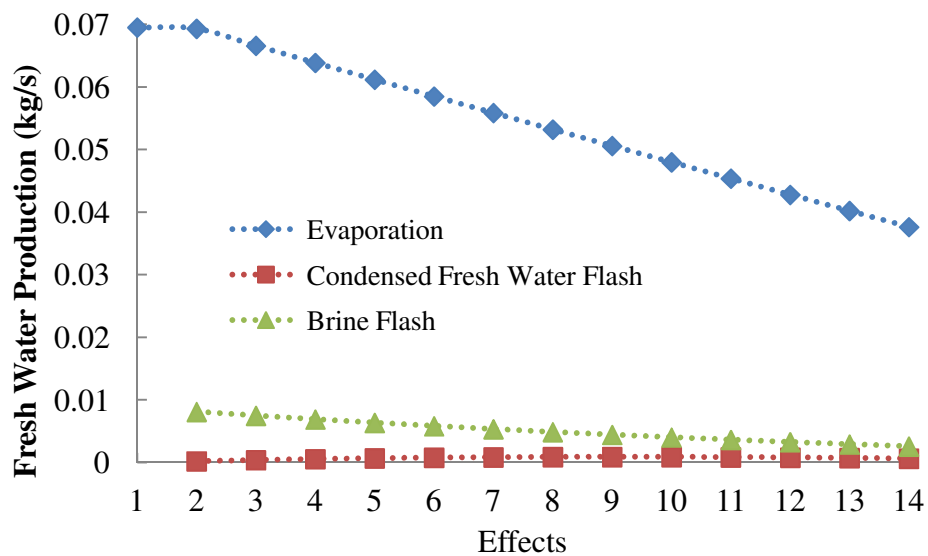 Fresh Water Production (kg/s)
0.07
0.06
0.05
0.04
0.03
0.02
0.01
0
Evaporation
Condensed Fresh Water Flash
Brine Flash
1 2 3 4 5 6 7 8 9 10 11 12 13 14
Effects